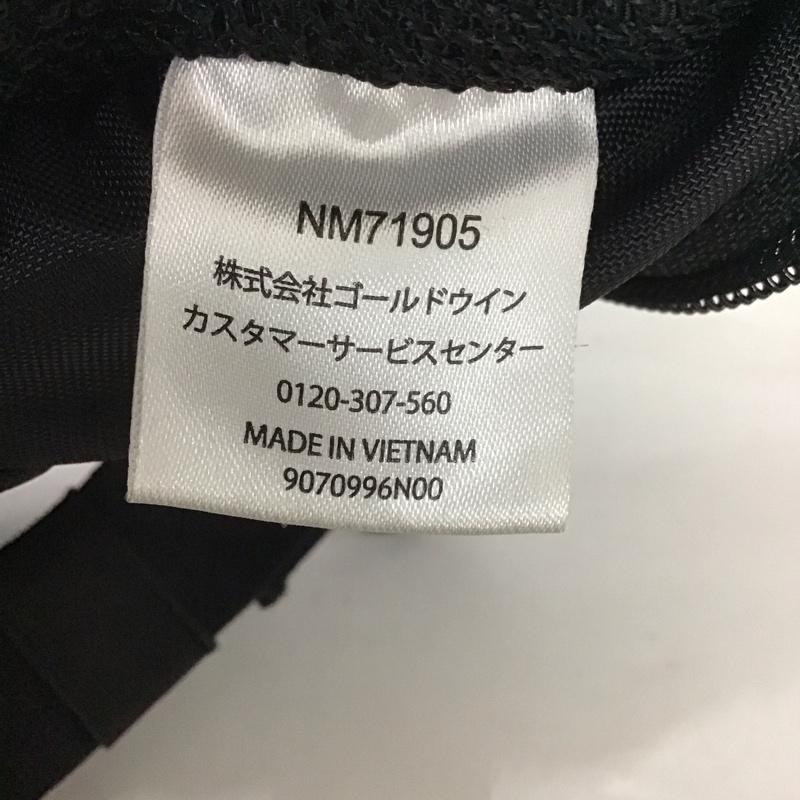 NM71905
株式会社ゴールドウイン
カスタマーサービスセンター
0120-307-560
MADE IN VIETNAM
9070996N00